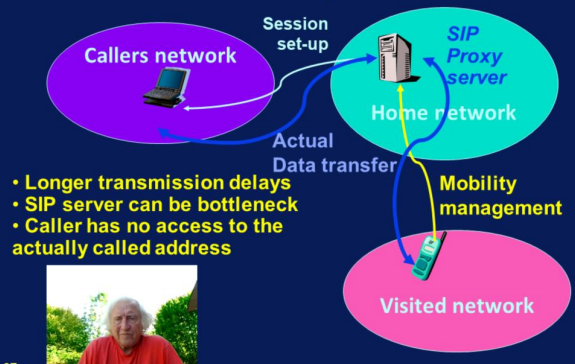 Session
set-up
SIP
Proxy
server
Callers network
Home network
Actual
Data transfer
Mobility
management
• Longer transmission delays
• SIP server can be bottleneck
• Caller has no access to the
actually called address
Visited network